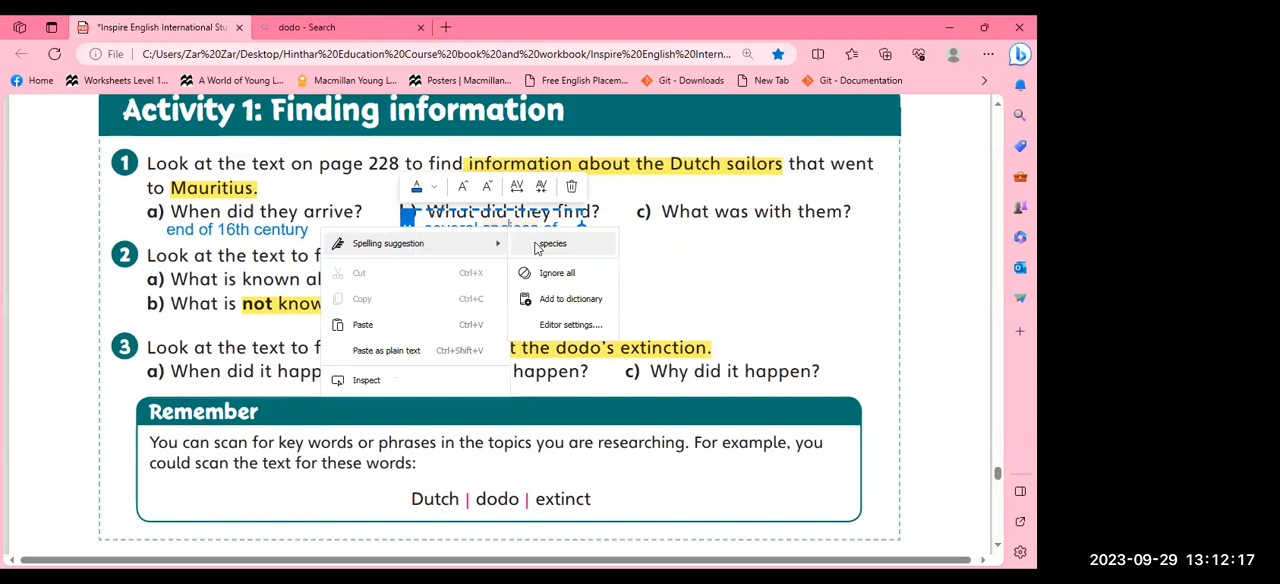 *Inspire English International Stu
dodo - Search
File
C:/Users/Zar%20Zar/Desktop/Hinthar%20Education%20Course%20book%20and%20workbook/Inspire%20English%20Intern...
Home
Worksheets Level 1...
A World of Young L...
Macmillan Young L...
Posters | Macmillan...
Free English Placem...
Git - Downloads
New Tab
Git - Documentation
Activity 1: Finding information
1 Look at the text on page 228 to find information about the Dutch sailors that went
to Mauritius.
a) When did they arrive?
b) What did they find?
c) What was with them?
end of 16th century
several of
2 Look at the text to f
a) What is known al
b) What is not know
3 Look at the text to f
t the dodo's extinction.
a) When did it happ
happen?
c) Why did it happen?
Spelling suggestion
Cut Ctrl+X
Copy Ctrl+C
Paste Ctrl+V
Paste as plain text Ctrl+Shift+V
Inspect
species
Ignore all
Add to dictionary
Editor settings....
Remember
You can scan for key words or phrases in the topics you are researching. For example, you
could scan the text for these words:
Dutch | dodo | extinct
2023-09-29 13:12:17